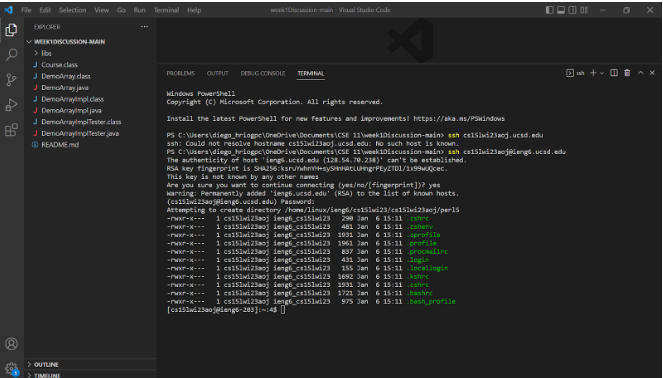 File Edit Selection View Go Run Terminal Help
week1Discussion-main - Visual Studio Code
EXPLORER
WEEK1DISCUSSION-MAIN
libs
Course.class
DemoArray.class
DemoArray.java
DemoArrayImpl.class
DemoArrayImpl.java
DemoArrayImplTester.class
DemoArrayImplTester.java
README.md
OUTLINE
TIMELINE
PROBLEMS OUTPUT DEBUG CONSOLE TERMINAL
ssh
Windows PowerShell
Copyright (C) Microsoft Corporation. All rights reserved.
Install the latest PowerShell for new features and improvements! https://aka.ms/PSWindows
PS C:\Users\diego_hriogpc\OneDrive\Documents\CSE 11\week1Discussion-main> ssh cs15lwi23aoj.ucsd.edu
ssh: Could not resolve hostname cs15lwi23aoj.ucsd.edu: No such host is known.
PS C:\Users\diego_hriogpc\OneDrive\Documents\CSE 11\week1Discussion-main> ssh cs15lwi23aoj@ieng6.ucsd.edu
The authenticity of host 'ieng6.ucsd.edu (128.54.70.238)' can't be established.
RSA key fingerprint is
This key is not known by any other names
Are you sure you want to continue connecting (yes/no/[fingerprint])? yes
Warning: Permanently added 'ieng6.ucsd.edu' (RSA) to the list of known hosts.
(cs15lwi23aoj@ieng6.ucsd.edu) Password:
Attempting to create directory /home/linux/ieng6/cs15lwi23/cs15lwi23aoj/perl5
-rwxr-x--- 1 cs15lwi23aoj ieng6_cs15lwi23 290 Jan 6 15:11 .zshrc
-rwxr-x--- 1 cs15lwi23aoj ieng6_cs15lwi23 481 Jan 6 15:11 .zshenv
-rwxr-x--- 1 cs15lwi23aoj ieng6_cs15lwi23 1931 Jan 6 15:11 .zprofile
-rwxr-x--- 1 cs15lwi23aoj ieng6_cs15lwi23 1961 Jan 6 15:11 .profile
-rwxr-x--- 1 cs15lwi23aoj ieng6_cs15lwi23 837 Jan 6 15:11 .procmailrc
-rwxr-x--- 1 cs15lwi23aoj ieng6_cs15lwi23 431 Jan 6 15:11 .login
-rwxr-x--- 1 cs15lwi23aoj ieng6_cs15lwi23 155 Jan 6 15:11 .locallogin
-rwxr-x--- 1 cs15lwi23aoj ieng6_cs15lwi23 1692 Jan 6 15:11 .kshrc
-rwxr-x--- 1 cs15lwi23aoj ieng6_cs15lwi23 1931 Jan 6 15:11 .cshrc
-rwxr-x--- 1 cs15lwi23aoj ieng6_cs15lwi23 1721 Jan 6 15:11 .bashrc
-rwxr-x--- 1 cs15lwi23aoj ieng6_cs15lwi23 975 Jan 6 15:11 .bash_profile
[cs15lwi23aoj@ieng6-203]:~:4$